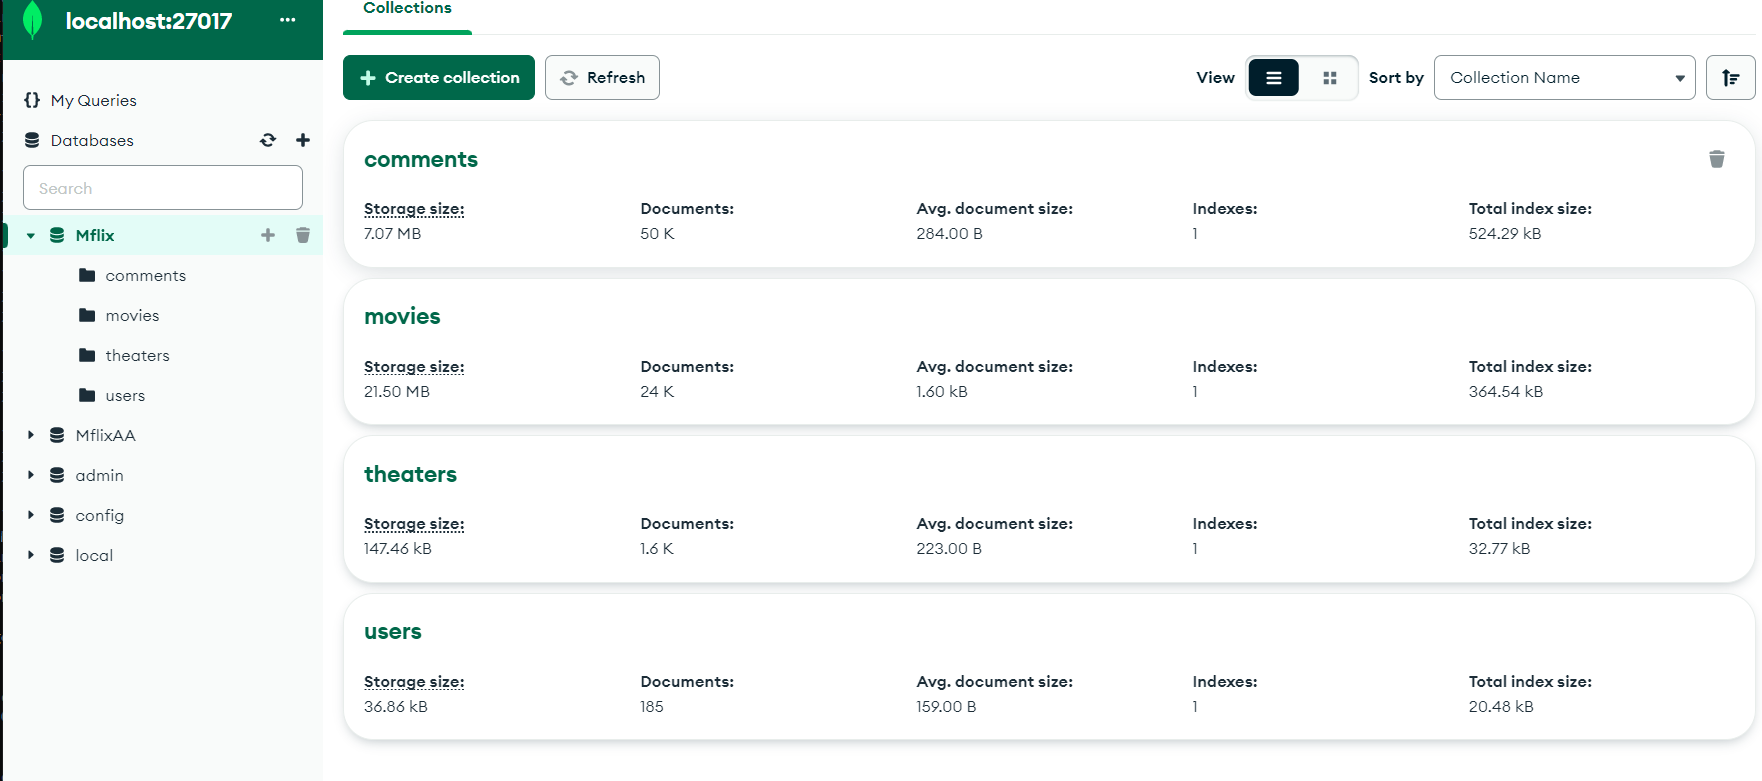 localhost:27017
My Queries
Databases
Search
Mflix
comments
movies
theaters
users
MflixAA
admin
config
local
Collections
Create collection
Refresh
View
Sort by
Collection Name
comments
Storage size: Documents: Avg. document size: Indexes: Total index size:
7.07 MB 50 K 284.00 B 1 524.29 kB
movies
Storage size: Documents: Avg. document size: Indexes: Total index size:
21.50 MB 24 K 1.60 kB 1 364.54 kB
theaters
Storage size: Documents: Avg. document size: Indexes: Total index size:
147.46 kB 1.6 K 223.00 B 1 32.77 kB
users
Storage size: Documents: Avg. document size: Indexes: Total index size:
36.86 kB 185 159.00 B 1 20.48 kB